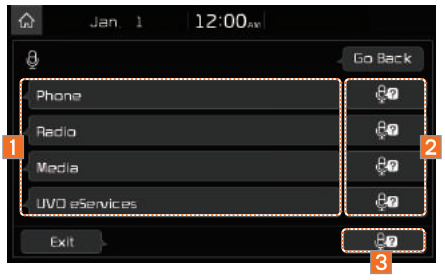 Jan. 1 12:00AM
Go Back
Phone ?
Radio ?
1 2
Media ?
UVO eServices ?
Exit ?
3